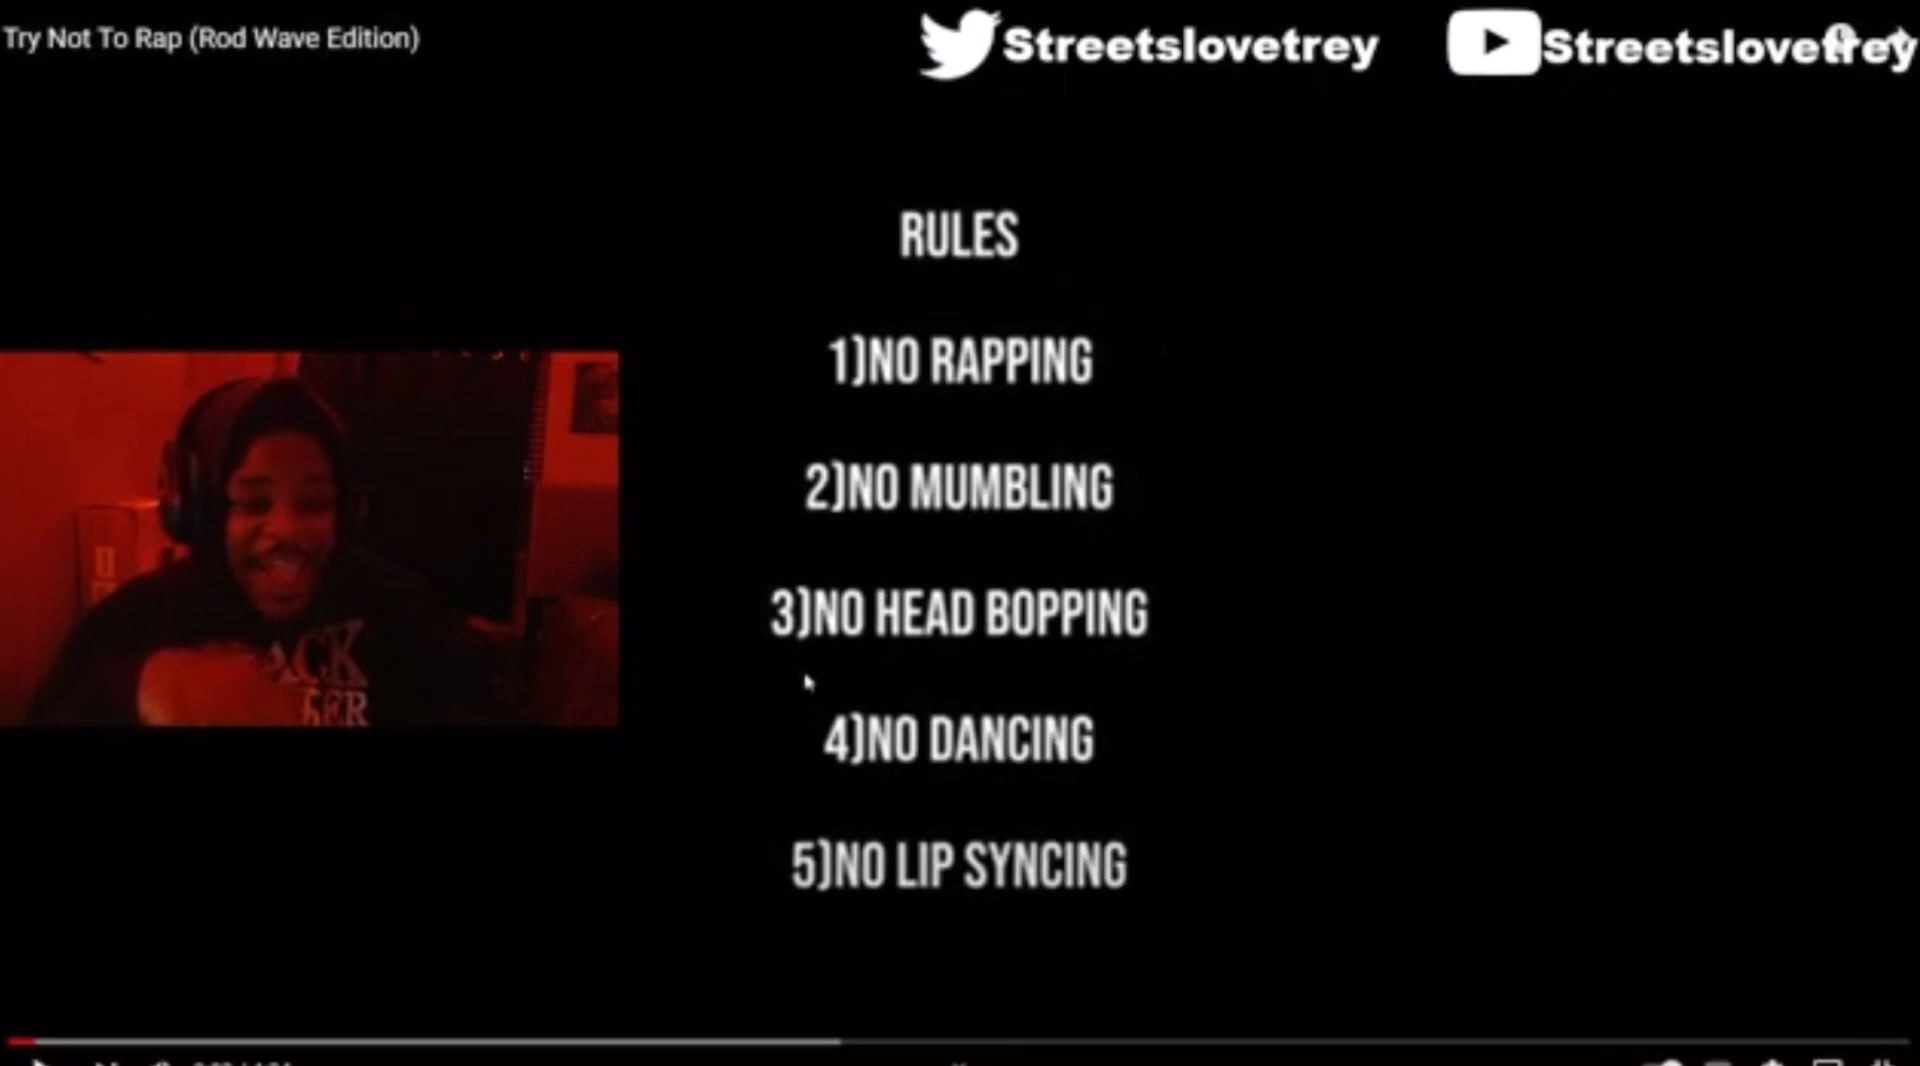 Try Not To Rap (Rod Wave Edition)
Streetslovetrey
Streetslovetrey
RULES
1)NO RAPPING
2)NO MUMBLING
3)NO HEAD BOPPING
4)NO DANCING
5)NO LIP SYNCING